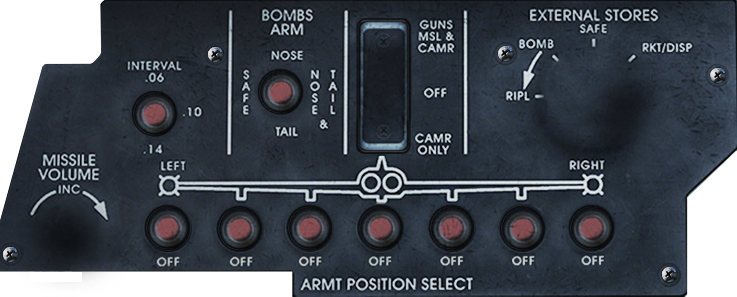 INTERVAL
.06
.10
.14
MISSILE
VOLUME
INC
BOMBS
ARM
NOSE
SAFE
NOSE &
TAIL
TAIL
GUNS
MSL &
CAMR
OFF
CAMR
ONLY
EXTERNAL STORES
SAFE
BOMB
RKT/DISP
RIPL
LEFT
RIGHT
OFF OFF OFF OFF OFF OFF OFF
ARMT POSITION SELECT